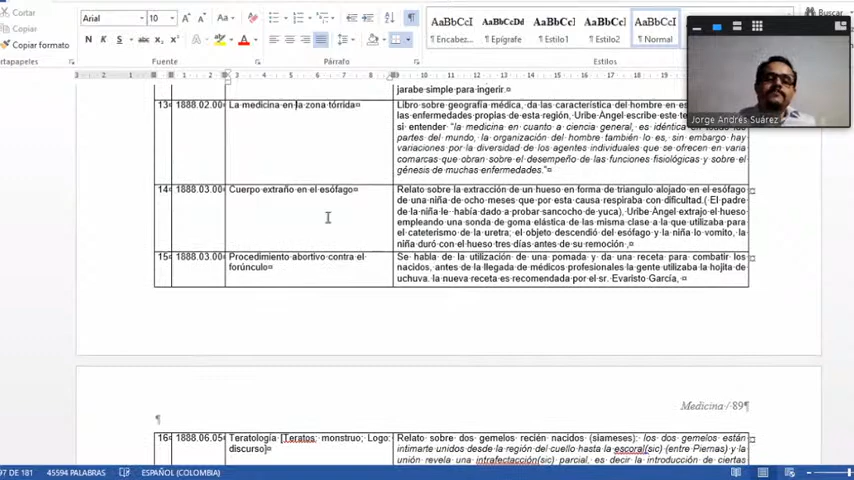 Cortar
Copiar
Copiar formato
rtapapeles
Arial
10
Fuente
Párrafo
AaBbCcI
Encabez...
AaBbCcDd
Epígrafe
AaBbCcI
¶ Estilo1
AaBbCcI
¶ Estilo2
AaBbCcI
¶ Normal
Estilos
Buscar
Jorge Andrés Suárez
jarabe simple para ingerir.¤
13¤ 1888.02.00 La medicina en la zona tórrida¤
Libro sobre geografía médica, da las característica del hombre en es
las enfermedades propias de esta región, Uribe Ángel escribe este te
si entender "la medicina en cuanto a ciencia general, es idéntica en todas las
partes del mundo, la organización del hombre también lo es, sin embargo hay
variaciones por la diversidad de los agentes individuales que se ofrecen en varia
comarcas que obran sobre el desempeño de las funciones fisiológicas y sobre el
génesis de muchas enfermedades."¤
14¤ 1888.03.00 Cuerpo extraño en el esófago¤
Relato sobre la extracción de un hueso en forma de triangulo alojado en el esófago
de una niña de ocho meses que por esta causa respiraba con dificultad.( El padre
de la niña le había dado a probar sancocho de yuca), Uribe Ángel extrajo el hueso
empleando una sonda de goma elástica de las misma clase a la que utilizaba para
el cateterismo de la uretra; el objeto descendió del esófago y la niña lo vomito, la
niña duró con el hueso tres días antes de su remoción ,¤
15¤ 1888.03.00 Procedimiento abortivo contra el
forúnculo¤
Se habla de la utilización de una pomada y da una receta para combatir los
nacidos, antes de la llegada de médicos profesionales la gente utilizaba la hojita de
uchuva. la nueva receta es recomendada por el sr. Evaristo García, ¤
Medicina / 89¶
¶
16¤ 1888.06.05 Teratología [Teratos: monstruo; Logo:
discurso]¤
Relato sobre dos gemelos recién nacidos (siameses): los dos gemelos están
intimarte unidos desde la región del cuello hasta la escoral(sic) (entre Piernas) y la
unión revela una intrafectacción(sic) parcial, es decir la introducción de ciertas
97 DE 181
45594 PALABRAS
ESPAÑOL (COLOMBIA)